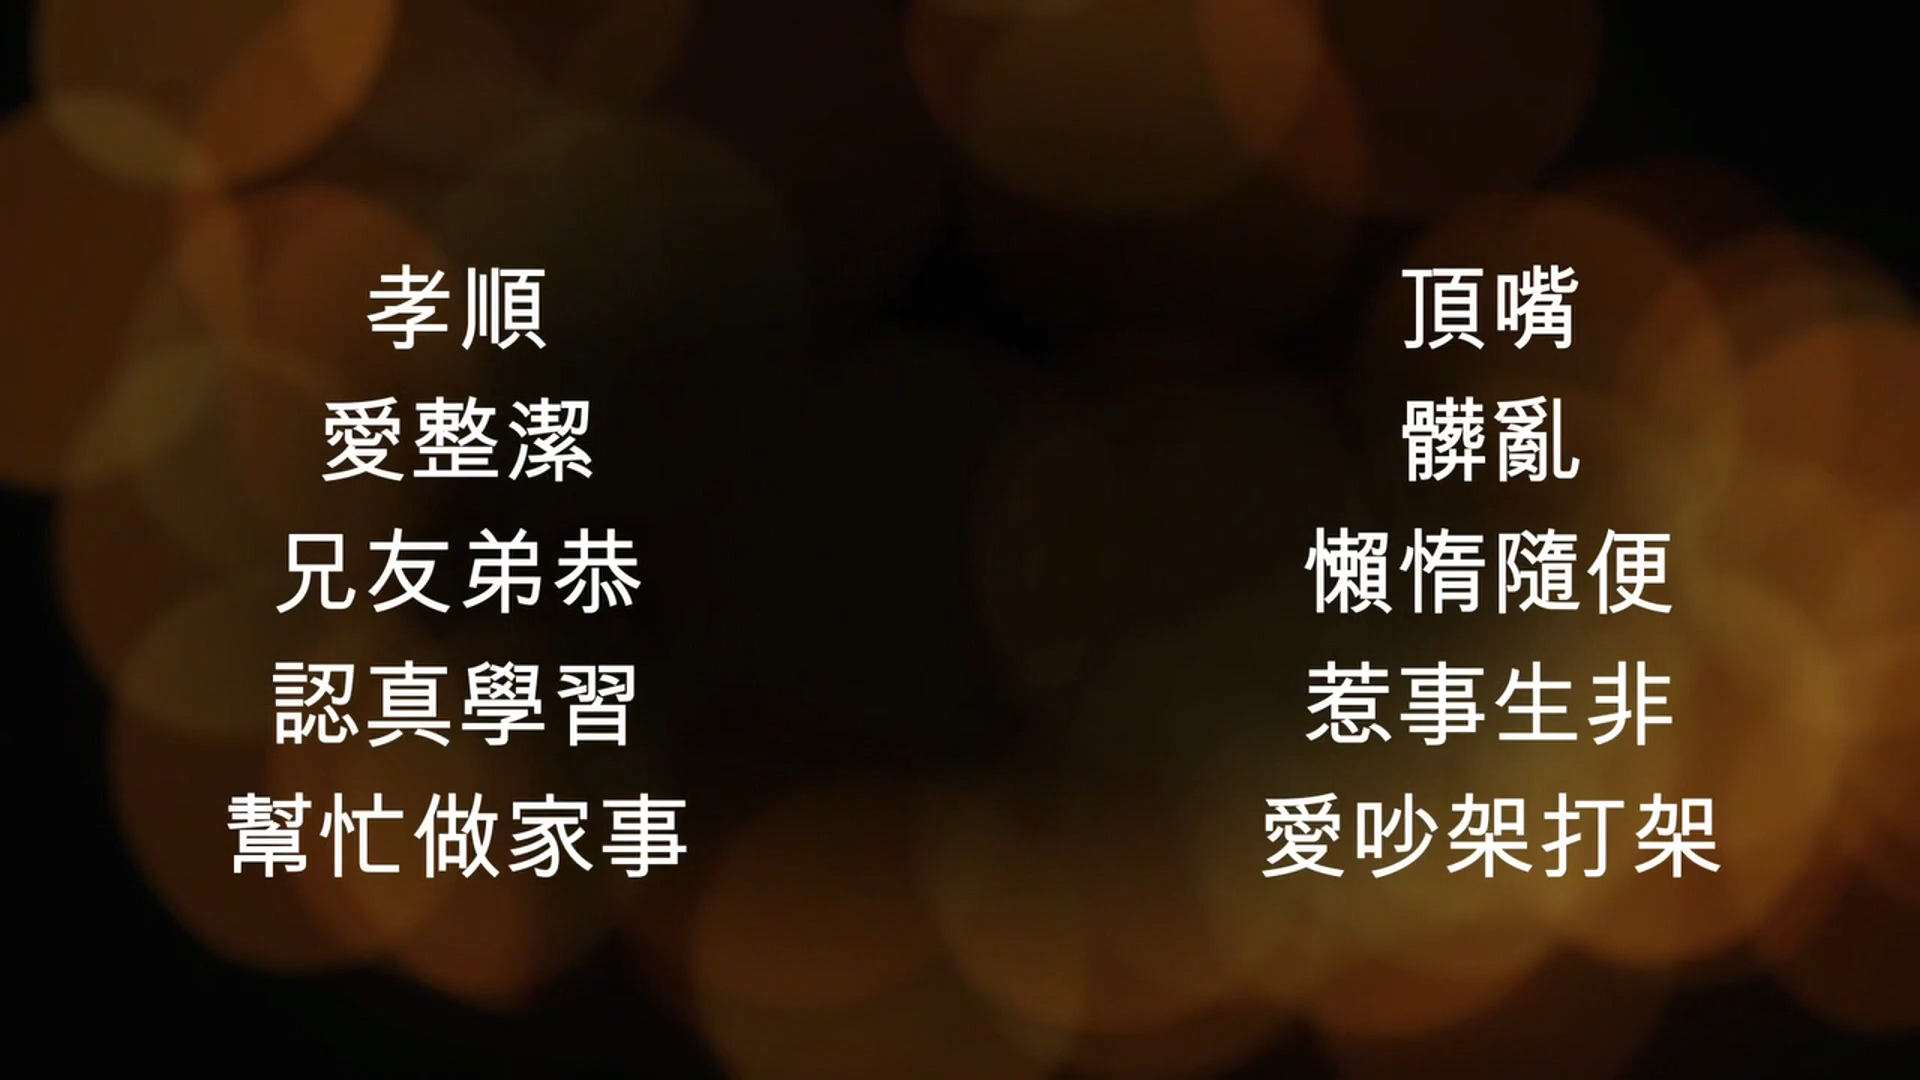 孝順
愛整潔
兄友弟恭
認真學習
幫忙做家事
頂嘴
髒亂
懶惰隨便
惹事生非
愛吵架打架